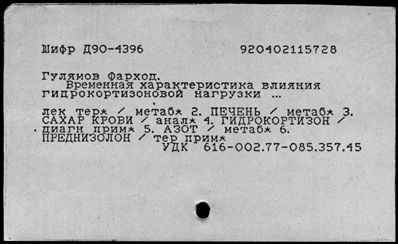 Шифр Д90-4396 920402115728
Гулямов Фарход.
Временная характеристика влияния
гидрокортизоновой нагрузки ...
лек тер* / метаб* 2. ПЕЧЕНЬ / метаб* 3.
САХАР КРОВИ / анал* 4. ГИДРОКОРТИЗОН /
диагн прим* 5. АЗОТ / метаб* 6.
ПРЕДНИЗОЛОН / тер прим*
УДК 616-002.77-085.357.45